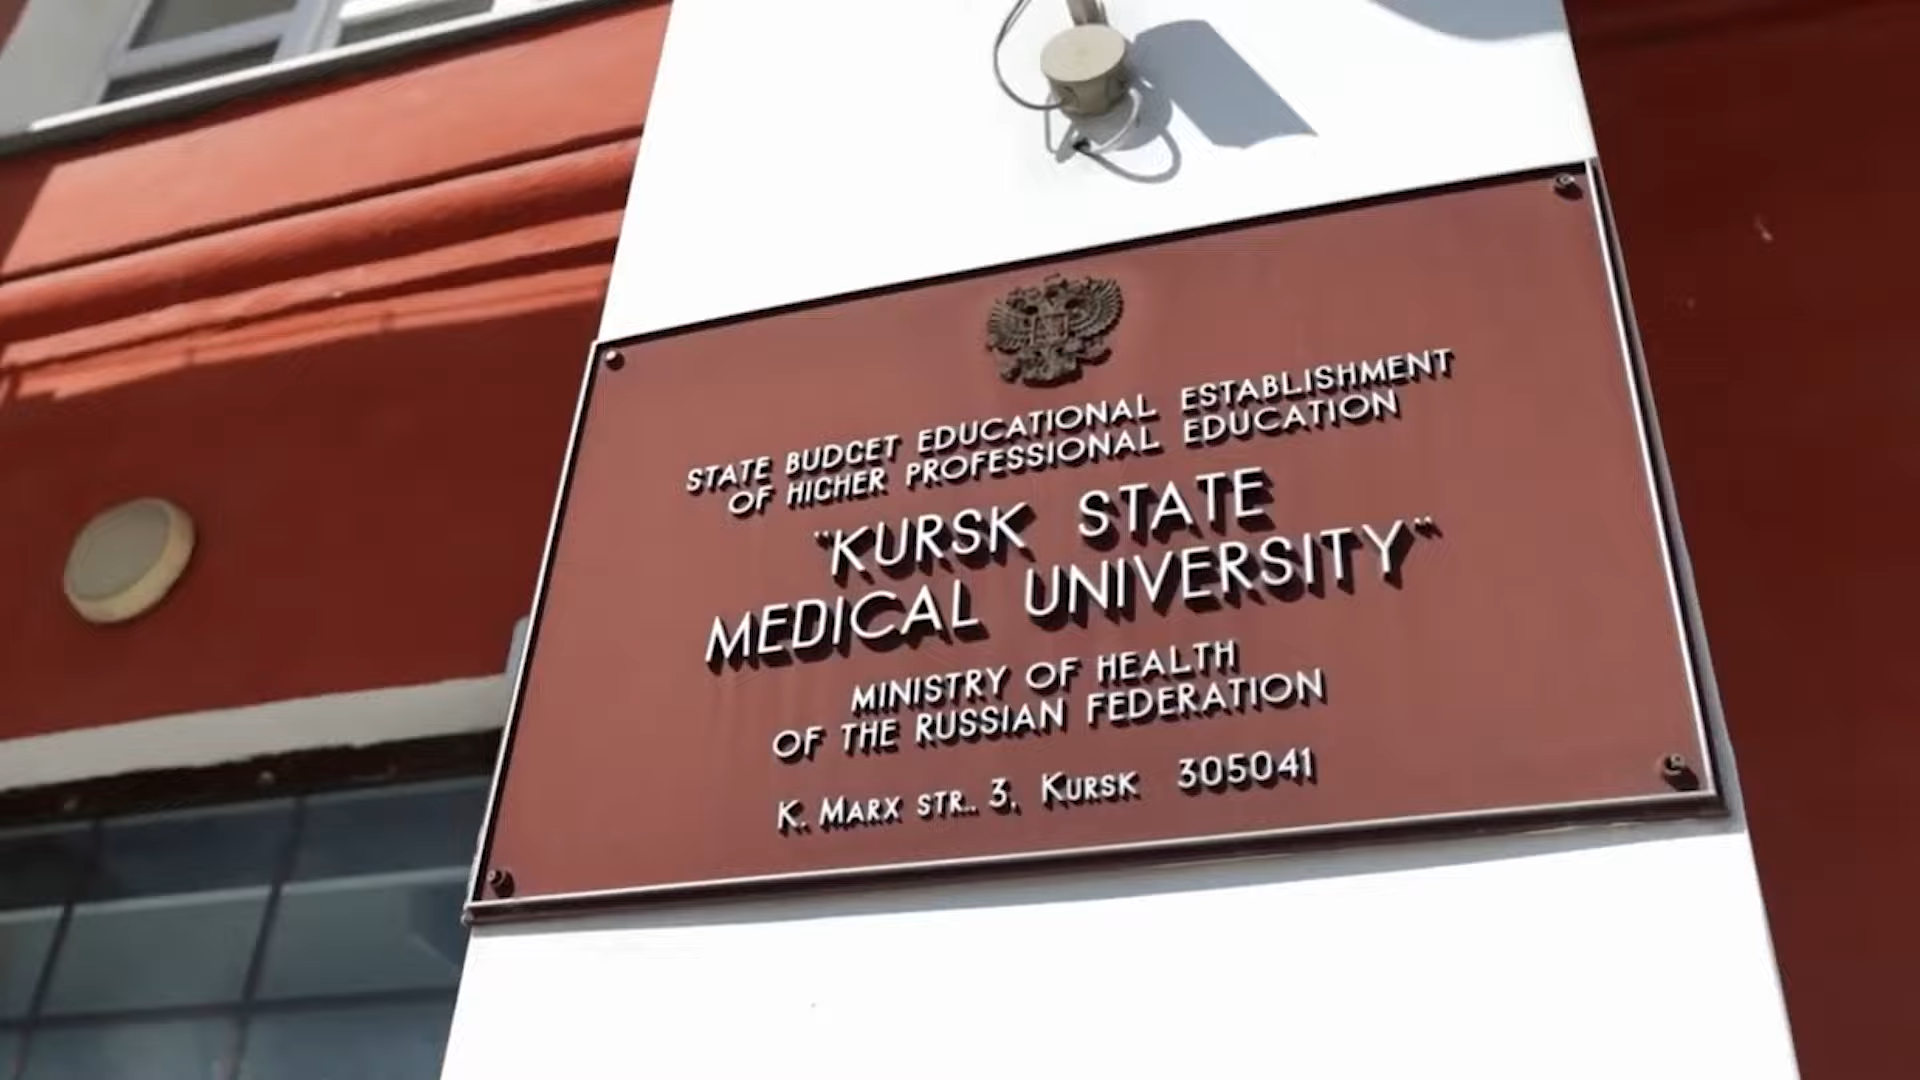 STATE BUDGET EDUCATIONAL ESTABLISHMENT
OF HIGHER PROFESSIONAL EDUCATION
"KURSK STATE
MEDICAL UNIVERSITY"
MINISTRY OF HEALTH
OF THE RUSSIAN FEDERATION
K. MARX STR.. 3, KURSK 305041